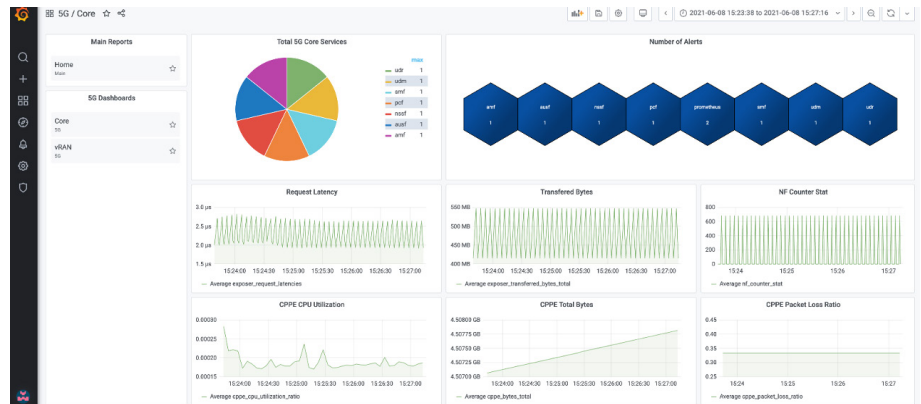 5G / Core
2021-06-08 15:23:38 to 2021-06-08 15:27:16
Main Reports
Home
Main
5G Dashboards
Core
5G
vRAN
5G
Total 5G Core Services
max
udr 1
udm 1
smf 1
pcf 1
nssf 1
ausf 1
amf 1
Number of Alerts
amf ausf nssf pcf prometheus smf udm udr
1 1 1 1 2 1 1 1
Request Latency
3.0 µs
2.5 µs
2.0 µs
1.5 µs
15:24:00 15:24:30 15:25:00 15:25:30 15:26:00 15:26:30 15:27:00
Average exposer_request_latencies
Transfered Bytes
550 MB
500 MB
450 MB
400 MB
15:24:00 15:24:30 15:25:00 15:25:30 15:26:00 15:26:30 15:27:00
Average exposer_transferred_bytes_total
NF Counter Stat
800
600
400
200
0
15:24 15:25 15:26 15:27
Average nf_counter_stat
CPPE CPU Utilization
0.00030
0.00025
0.00020
0.00015
15:24:00 15:24:30 15:25:00 15:25:30 15:26:00 15:26:30 15:27:00
Average cppe_cpu_utilization_ratio
CPPE Total Bytes
4.50800 GB
4.50775 GB
4.50750 GB
4.50725 GB
4.50700 GB
15:24:00 15:24:30 15:25:00 15:25:30 15:26:00 15:26:30 15:27:00
Average cppe_bytes_total
CPPE Packet Loss Ratio
0.45
0.40
0.35
0.30
0.25
15:24 15:25 15:26 15:27
Average cppe_packet_loss_ratio